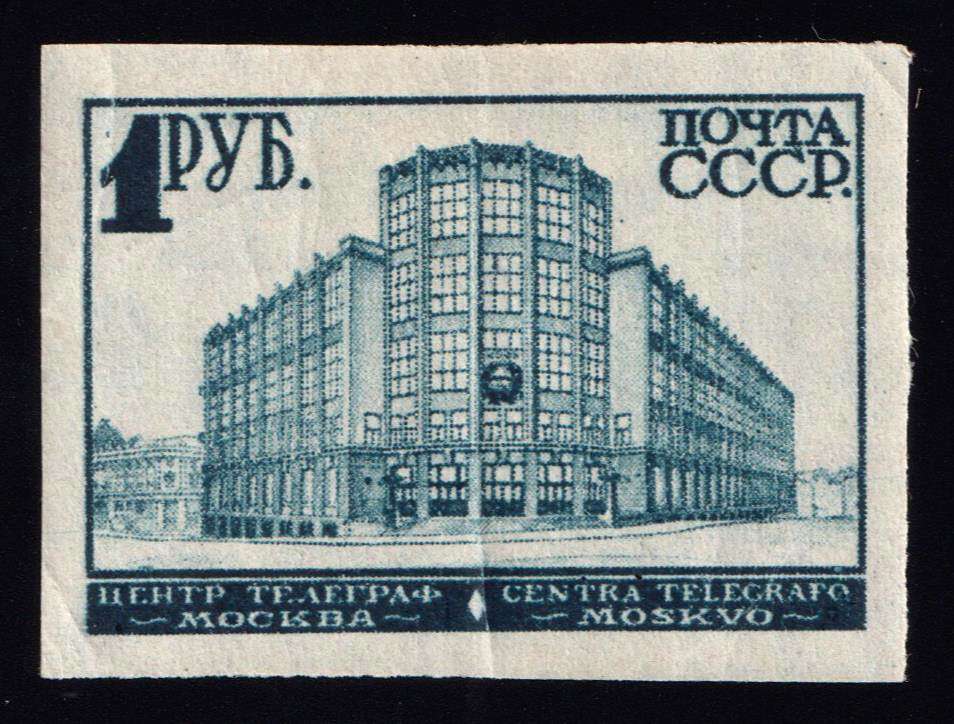 1 РУБ.
ПОЧТА
СССР.
ЦЕНТР ТЕЛЕГРАФ
~ МОСКВА ~
CENTRA TELEGRAFO
~ MOSKVO ~